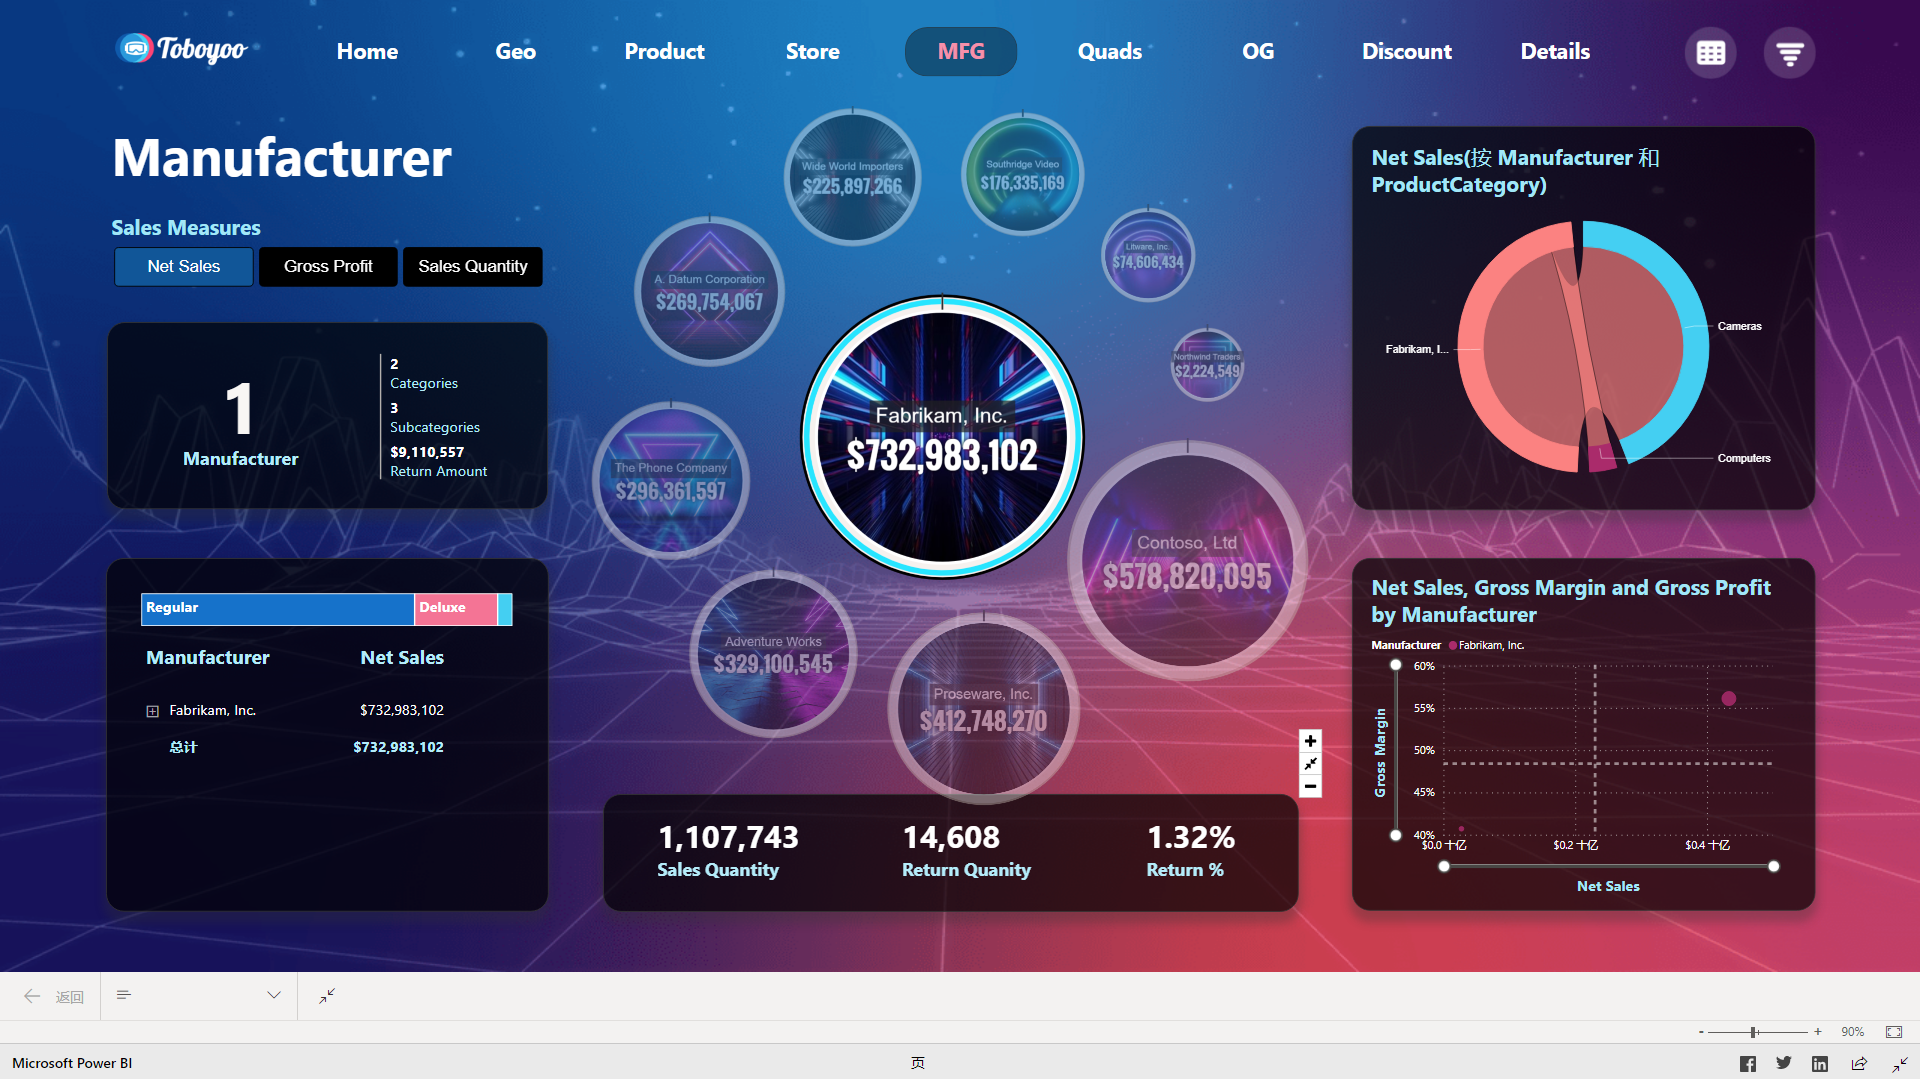 Toboyoo
Home
Geo
Product
Store
MFG
Quads
OG
Discount
Details
Manufacturer
Sales Measures
Net Sales
Gross Profit
Sales Quantity
1
Manufacturer
2
Categories
3
Subcategories
$9,110,557
Return Amount
Regular
Deluxe
Manufacturer Net Sales
Fabrikam, Inc. $732,983,102
总计 $732,983,102
Wide World Importers
$225,897,266
Southridge Video
$176,335,169
Litware, Inc.
$74,606,434
A. Datum Corporation
$269,754,067
Northwind Traders
$2,224,549
Fabrikam, Inc.
$732,983,102
The Phone Company
$296,361,597
Contoso, Ltd
$578,820,095
Adventure Works
$329,100,545
Proseware, Inc.
$412,748,270
1,107,743
Sales Quantity
14,608
Return Quanity
1.32%
Return %
Net Sales(按 Manufacturer 和
ProductCategory)
Cameras
Fabrikam, I...
Computers
Net Sales, Gross Margin and Gross Profit
by Manufacturer
Manufacturer Fabrikam, Inc.
60%
55%
50%
45%
40%
Gross Margin
$0.0 十亿
$0.2 十亿
$0.4 十亿
Net Sales
返回
- + 90%
Microsoft Power BI
页